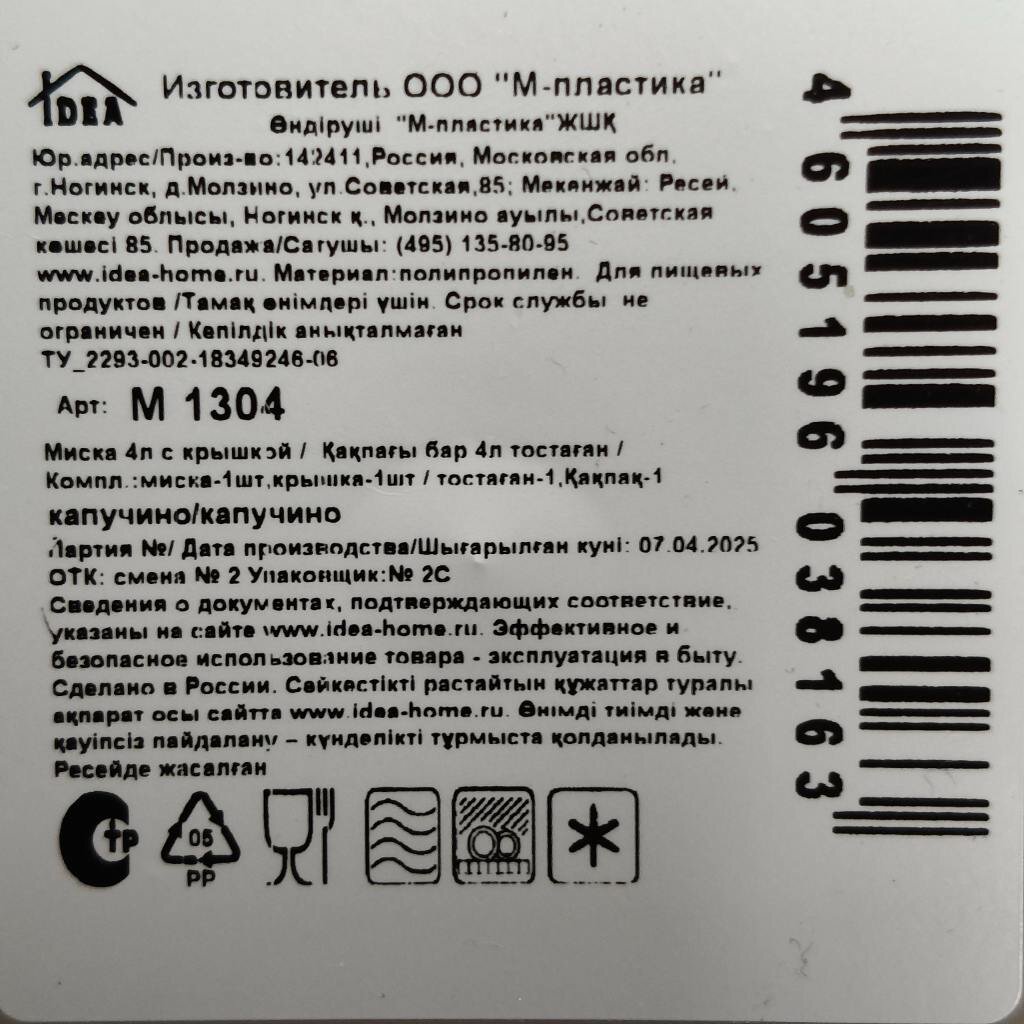 IDEA
Изготовитель ООО "М-пластика"
Өндіруші "М-пластика"ЖШҚ
Юр.адрес/Произ-во:142411,Россия, Московская обл,
г.Ногинск, д.Молзыно, ул.Советская,85; Мекенжай: Ресей,
Мәскеу облысы, Ногинск қ., Молзино ауылы,Советская
көшесі 85. Продажа/Сатушы: (495) 135-80-95
www.idea-home.ru. Материал:полипропилен. Для пищевых
продуктов /Тамақ өнімдері үшін. Срок службы не
ограничен / Кепілдік анықталмаған
ТУ_2293-002-18349246-06
Арт: М 1304
Миска 4л с крышкой / Қақпағы бар 4л тостаған /
Компл.:миска-1шт,крышка-1шт / тостаған-1,Қақпақ-1
капучино/капучино
Партия №/ Дата производства/Шығарылған куні: 07.04.2025
ОТК: смена № 2 Упаковщик:№ 2С
Сведения о документах, подтверждающих соответствие,
указаны на сайте www.idea-home.ru. Эффективное и
безопасное использование товара - эксплуатация в быту.
Сделано в России. Сәйкестікті растайтын құжаттар туралы
ақпарат осы сайтта www.idea-home.ru. Өнімді тиімді және
қауіпсіз пайдалану – күнделікті тұрмыста қолданылады.
Ресейде жасалған
тр
05
PP
4 605196 038163